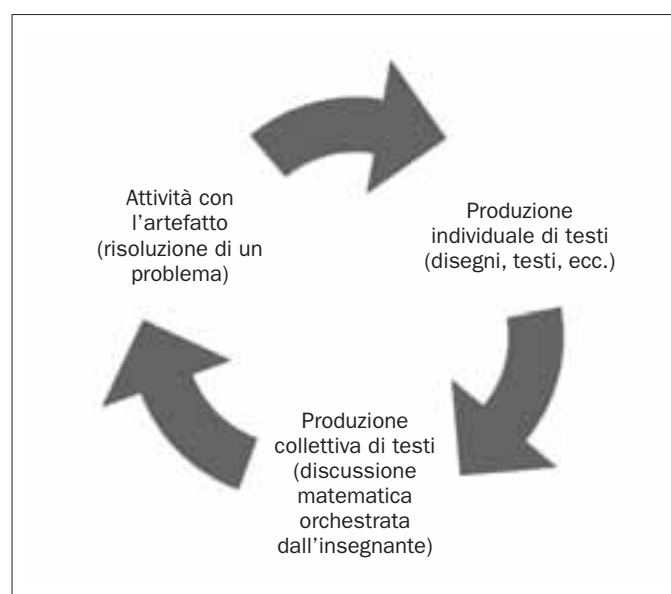 Attività con
l'artefatto
(risoluzione di un
problema)
Produzione
individuale di testi
(disegni, testi, ecc.)
Produzione
collettiva di testi
(discussione
matematica
orchestrata
dall'insegnante)